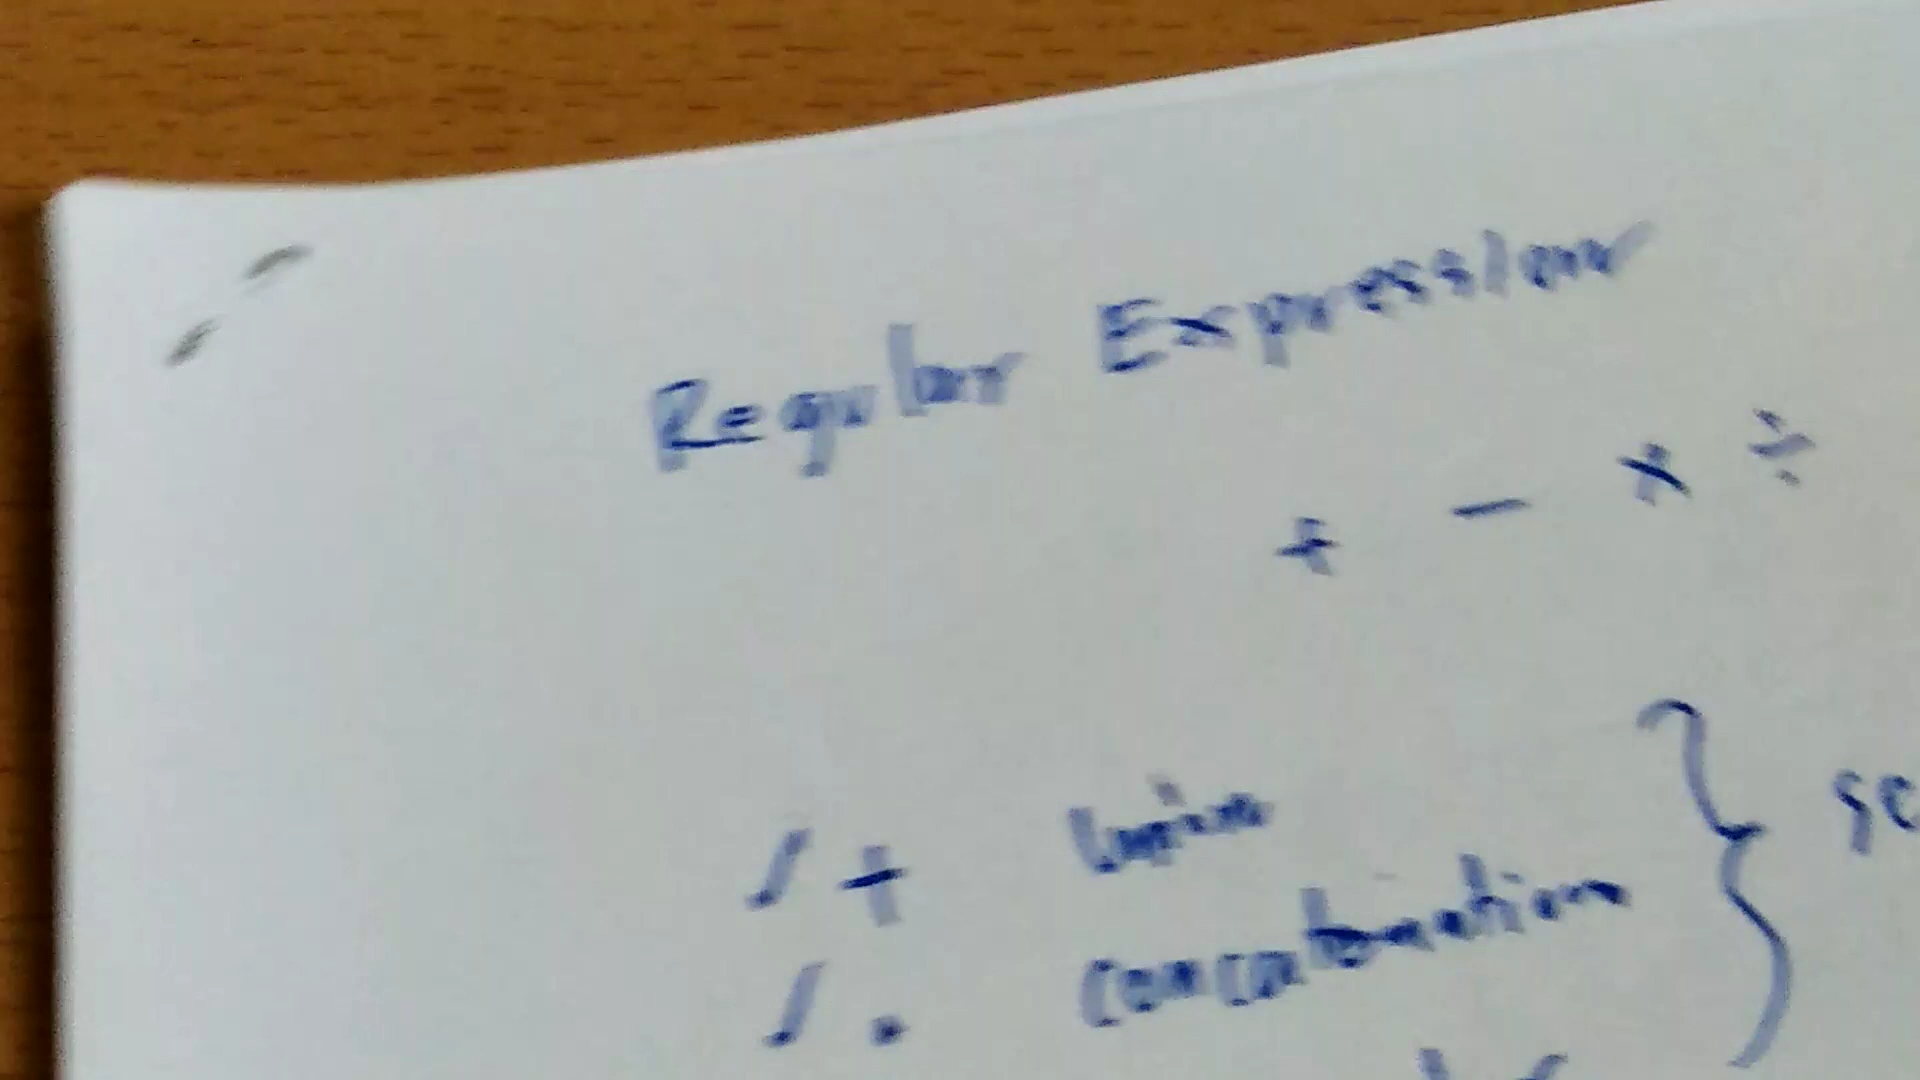 Regular Expression
+ - × ÷
/ + union
/ . concatenation